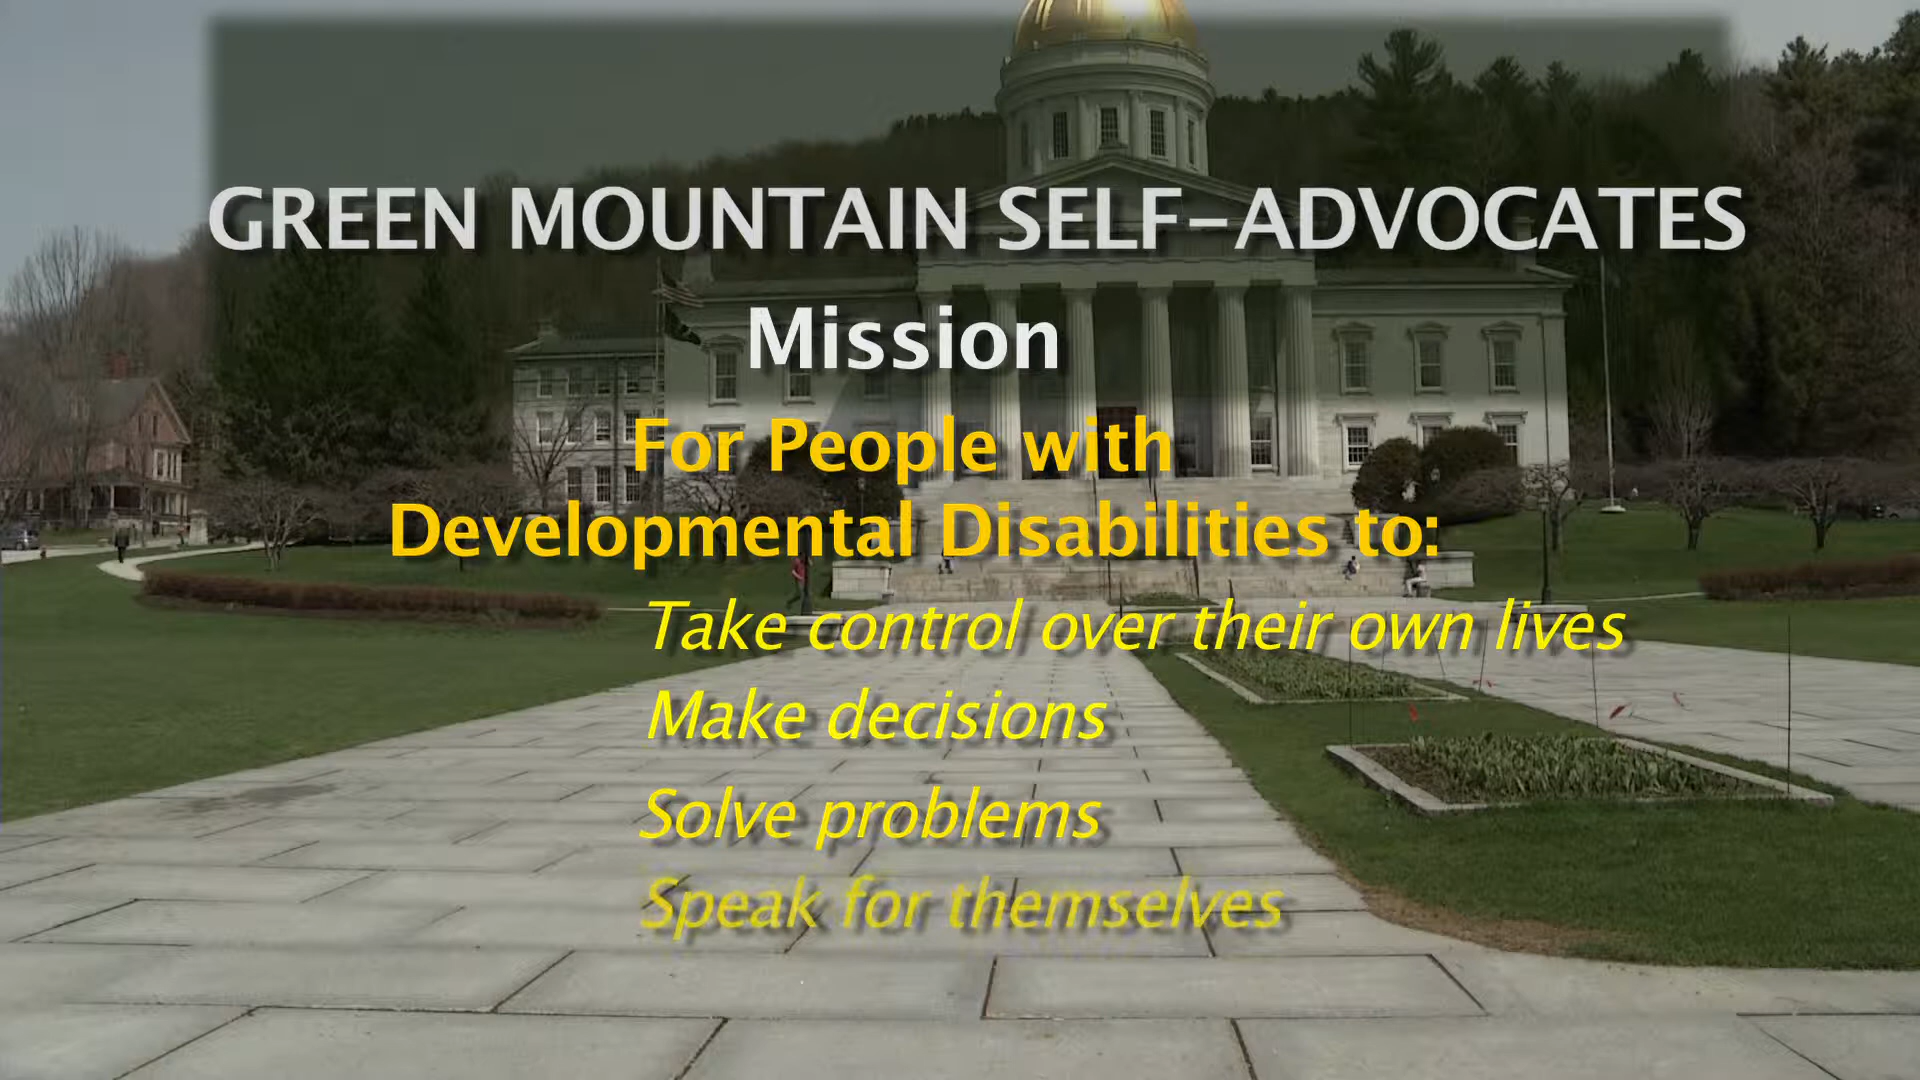 GREEN MOUNTAIN SELF-ADVOCATES
Mission
For People with
Developmental Disabilities to:
Take control over their own lives
Make decisions
Solve problems
Speak for themselves